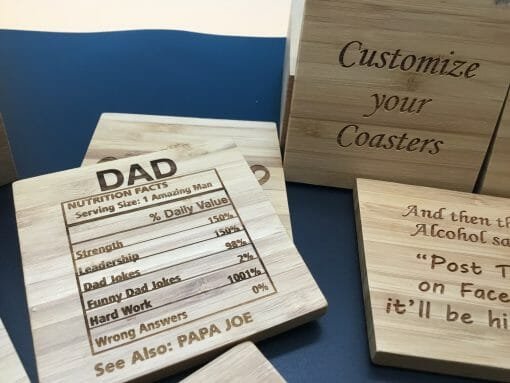 Customize
your
Coasters
DAD
NUTRITION FACTS
Serving Size: 1 Amazing Man
% Daily Value
Strength 150%
Leadership 150%
Dad Jokes 98%
Funny Dad Jokes 2%
Hard Work 1001%
Wrong Answers 0%
See Also: PAPA JOE
And then th
Alcohol sa
"Post T
on Face
it'll be hi